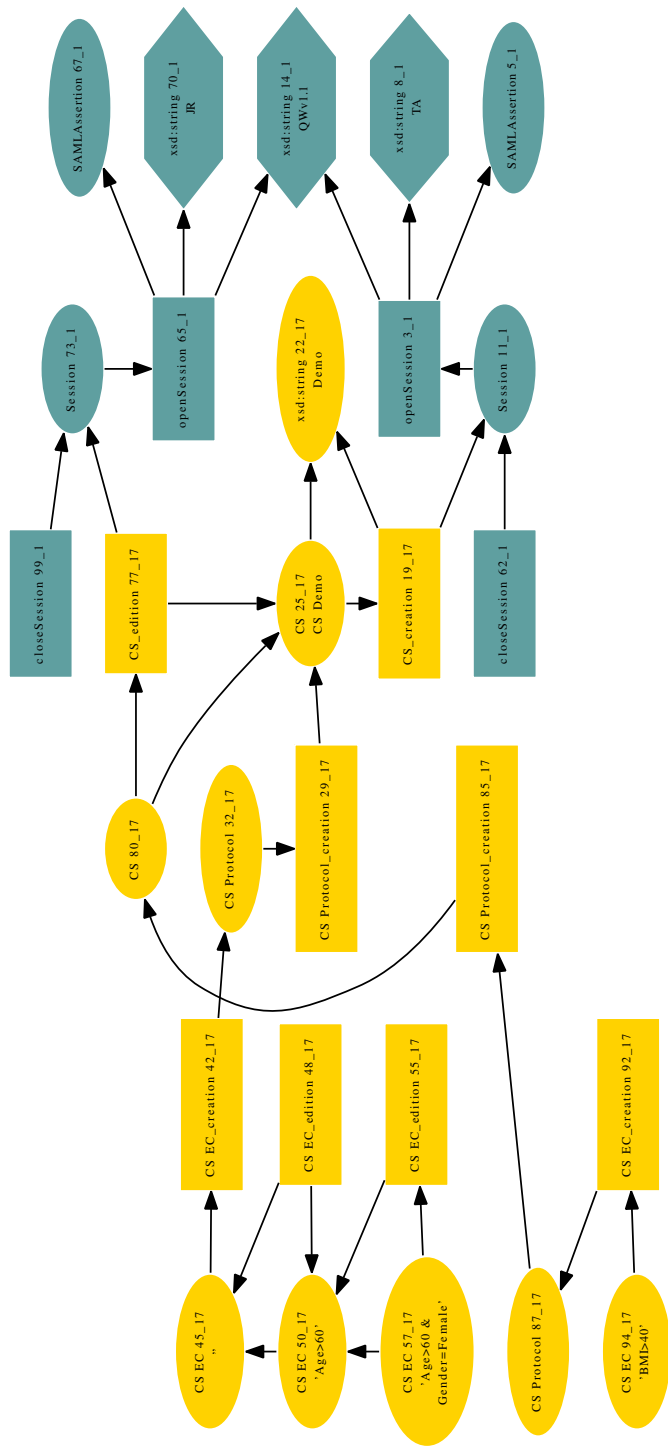 SAMLAssertion 67_1
xsd:string 70_1
JR
xsd:string 14_1
QWv1.1
xsd:string 8_1
TA
SAMLAssertion 5_1
Session 73_1
openSession 65_1
xsd:string 22_17
Demo
openSession 3_1
Session 11_1
closeSession 99_1
CS_edition 77_17
CS 25_17
CS Demo
CS_creation 19_17
closeSession 62_1
CS 80_17
CS Protocol 32_17
CS Protocol_creation 29_17
CS Protocol_creation 85_17
CS EC_creation 42_17
CS EC_edition 48_17
CS EC_edition 55_17
CS EC_creation 92_17
CS EC 45_17
''
CS EC 50_17
'Age>60'
CS EC 57_17
'Age>60 &
Gender=Female'
CS Protocol 87_17
CS EC 94_17
'BMI>40'